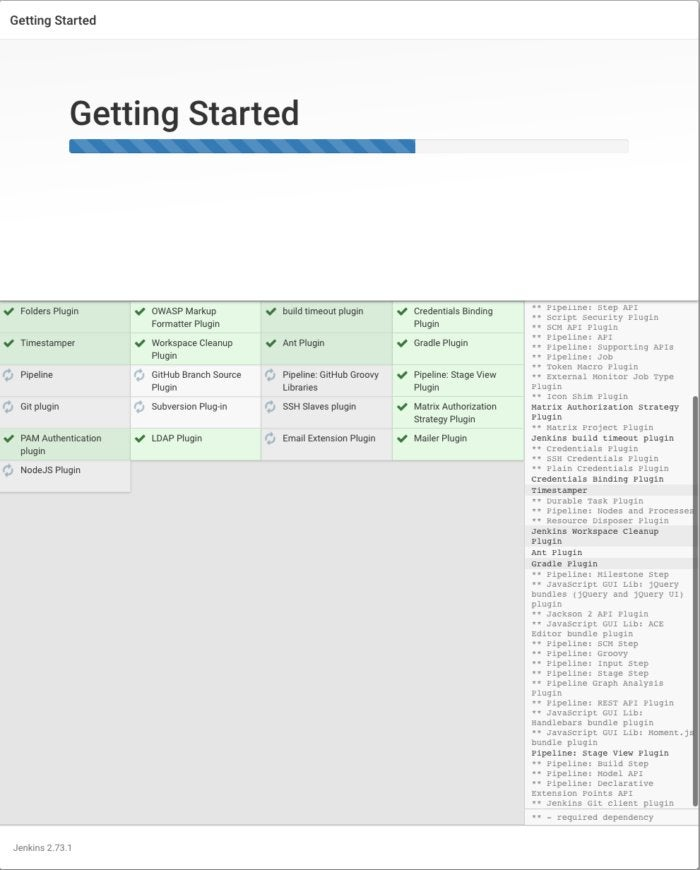 Getting Started
Getting Started
Folders Plugin
OWASP Markup
Formatter Plugin
build timeout plugin
Credentials Binding
Plugin
Timestamper
Workspace Cleanup
Plugin
Ant Plugin
Gradle Plugin
Pipeline
GitHub Branch Source
Plugin
Pipeline: GitHub Groovy
Libraries
Pipeline: Stage View
Plugin
Git plugin
Subversion Plug-in
SSH Slaves plugin
Matrix Authorization
Strategy Plugin
PAM Authentication
plugin
LDAP Plugin
Email Extension Plugin
Mailer Plugin
NodeJS Plugin
** Pipeline: Step API
** Script Security Plugin
** SCM API Plugin
** Pipeline: API
** Pipeline: Supporting APIs
** Pipeline: Job
** Token Macro Plugin
** External Monitor Job Type
Plugin
** Icon Shim Plugin
Matrix Authorization Strategy
Plugin
** Matrix Project Plugin
Jenkins build timeout plugin
** Credentials Plugin
** SSH Credentials Plugin
** Plain Credentials Plugin
Credentials Binding Plugin
Timestamper
** Durable Task Plugin
** Pipeline: Nodes and Processes
** Resource Disposer Plugin
Jenkins Workspace Cleanup
Plugin
Ant Plugin
Gradle Plugin
** Pipeline: Milestone Step
** JavaScript GUI Lib: jQuery
bundles (jQuery and jQuery UI)
plugin
** Jackson 2 API Plugin
** JavaScript GUI Lib: ACE
Editor bundle plugin
** Pipeline: SCM Step
** Pipeline: Groovy
** Pipeline: Input Step
** Pipeline: Stage Step
** Pipeline Graph Analysis
Plugin
** Pipeline: REST API Plugin
** JavaScript GUI Lib:
Handlebars bundle plugin
** JavaScript GUI Lib: Moment.js
bundle plugin
Pipeline: Stage View Plugin
** Pipeline: Build Step
** Pipeline: Model API
** Pipeline: Declarative
Extension Points API
** Jenkins Git client plugin
** - required dependency
Jenkins 2.73.1